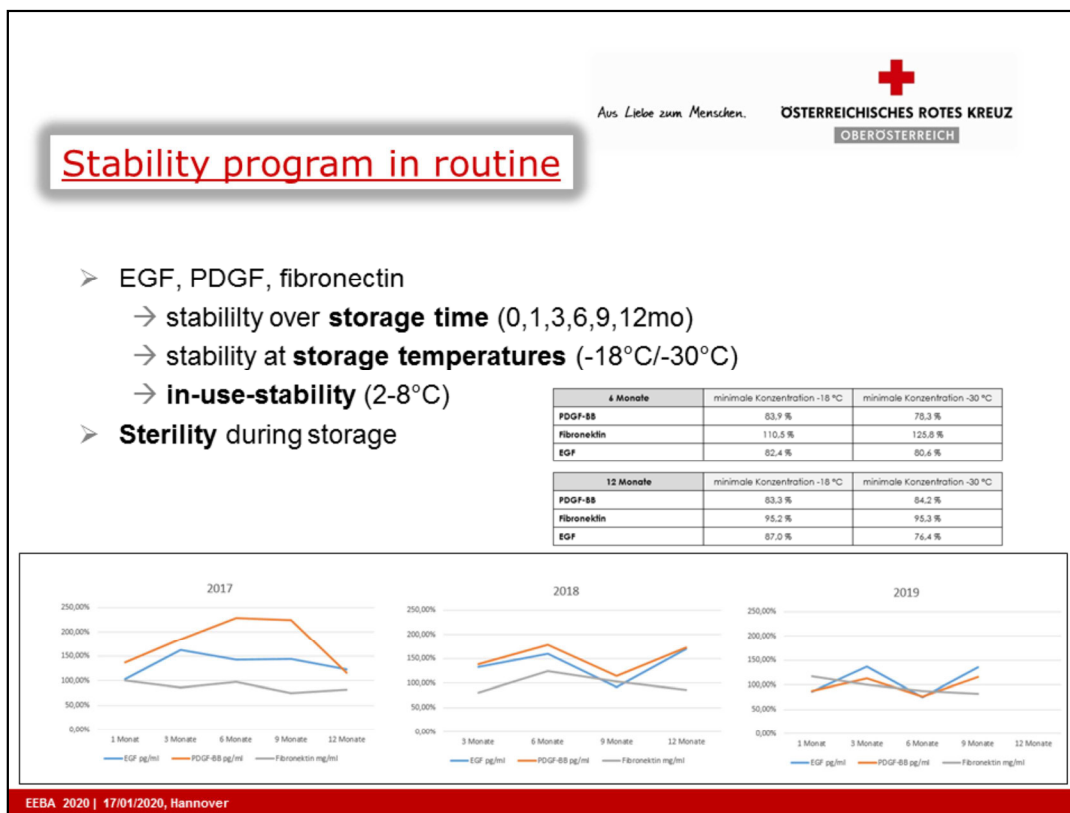 Aus Liebe zum Menschen.
ÖSTERREICHISCHES ROTES KREUZ
OBERÖSTERREICH
Stability program in routine
➢ EGF, PDGF, fibronectin
→ stabililty over storage time (0,1,3,6,9,12mo)
→ stability at storage temperatures (-18°C/-30°C)
→ in-use-stability (2-8°C)
➢ Sterility during storage
6 Monate minimale Konzentration -18 °C minimale Konzentration -30 °C
PDGF-BB 83,9 % 78,3 %
Fibronektin 110,5 % 125,8 %
EGF 82,4 % 80,6 %
12 Monate minimale Konzentration -18 °C minimale Konzentration -30 °C
PDGF-BB 83,3 % 84,2 %
Fibronektin 95,2 % 95,3 %
EGF 87,0 % 76,4 %
2017
250,00%
200,00%
150,00%
100,00%
50,00%
0,00%
1 Monat 3 Monate 6 Monate 9 Monate 12 Monate
EGF pg/ml PDGF-BB pg/ml Fibronektin mg/ml
2018
250,00%
200,00%
150,00%
100,00%
50,00%
0,00%
3 Monate 6 Monate 9 Monate 12 Monate
EGF pg/ml PDGF-BB pg/ml Fibronektin mg/ml
2019
250,00%
200,00%
150,00%
100,00%
50,00%
0,00%
1 Monat 3 Monate 6 Monate 9 Monate 12 Monate
EGF pg/ml PDGF-BB pg/ml Fibronektin mg/ml
EEBA 2020 | 17/01/2020, Hannover